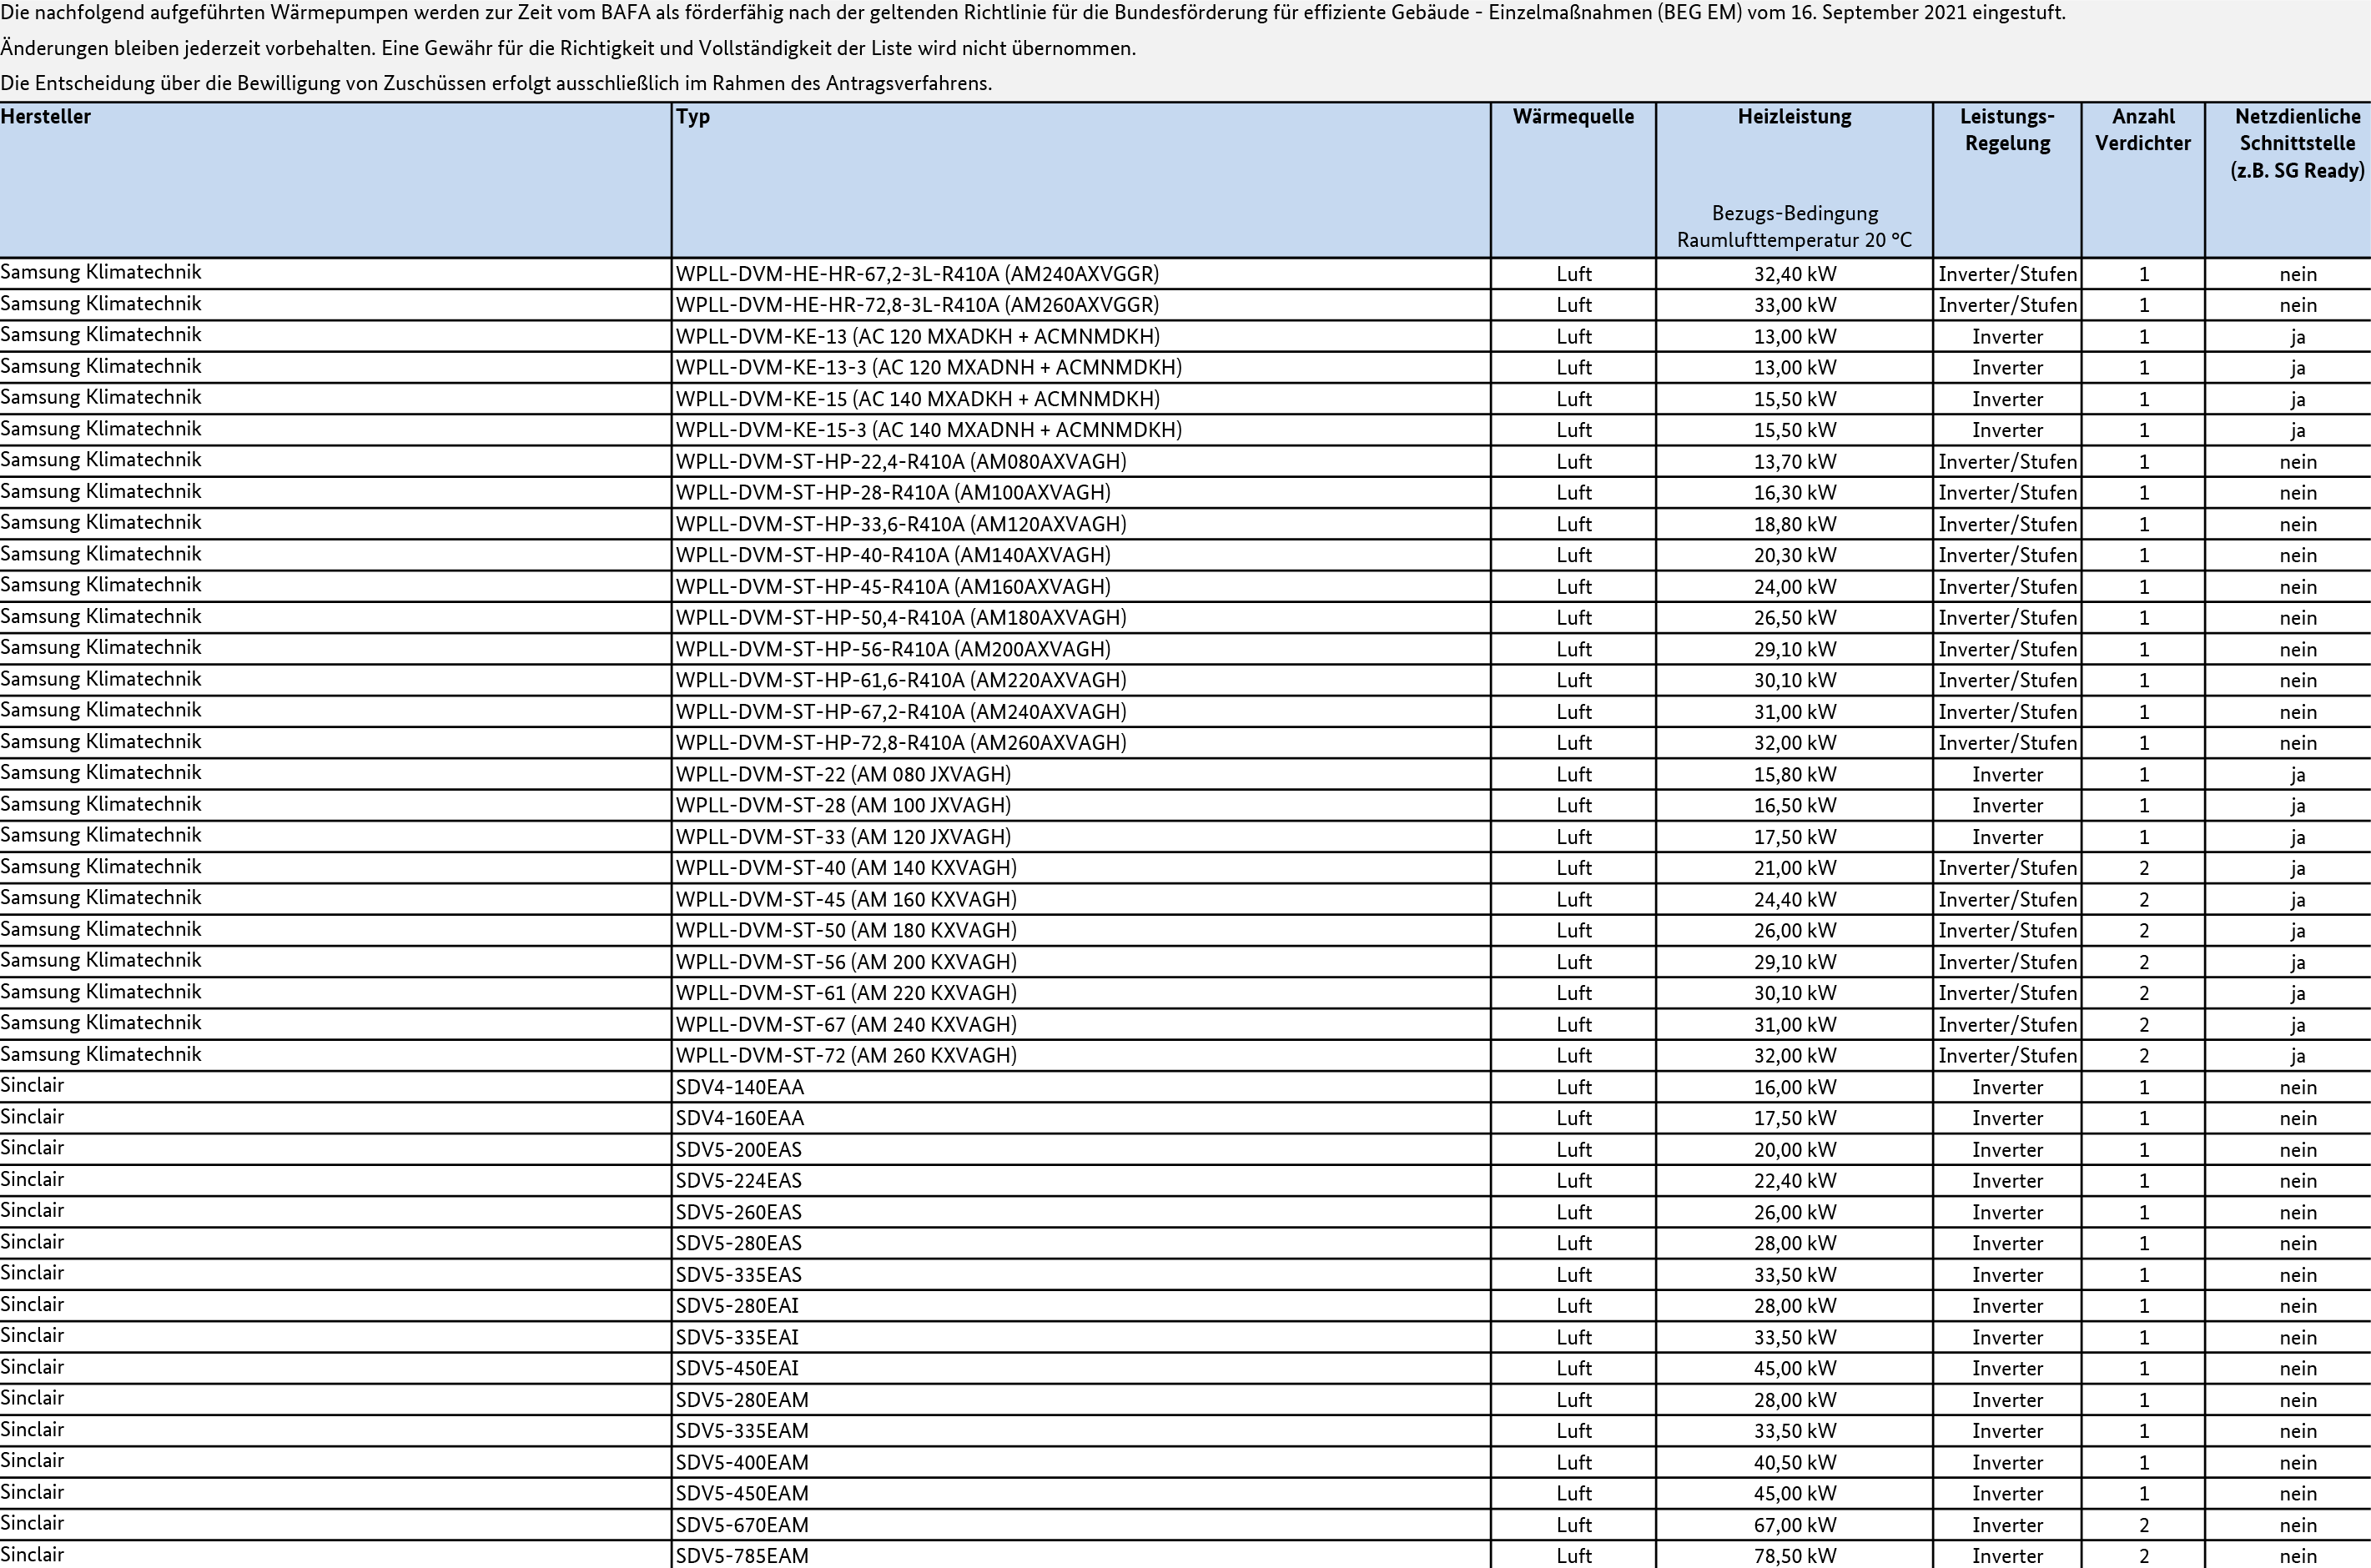 Die nachfolgend aufgeführten Wärmepumpen werden zur Zeit vom BAFA als förderfähig nach der geltenden Richtlinie für die Bundesförderung für effiziente Gebäude - Einzelmaßnahmen (BEG EM) vom 16. September 2021 eingestuft.
Änderungen bleiben jederzeit vorbehalten. Eine Gewähr für die Richtigkeit und Vollständigkeit der Liste wird nicht übernommen.
Die Entscheidung über die Bewilligung von Zuschüssen erfolgt ausschließlich im Rahmen des Antragsverfahrens.
Hersteller Typ Wärmequelle Heizleistung Leistungs- Anzahl Netzdienliche
Regelung Verdichter Schnittstelle
(z.B. SG Ready)
Bezugs-Bedingung
Raumlufttemperatur 20 °C
Samsung Klimatechnik WPLL-DVM-HE-HR-67,2-3L-R410A (AM240AXVGGR) Luft 32,40 kW Inverter/Stufen 1 nein
Samsung Klimatechnik WPLL-DVM-HE-HR-72,8-3L-R410A (AM260AXVGGR) Luft 33,00 kW Inverter/Stufen 1 nein
Samsung Klimatechnik WPLL-DVM-KE-13 (AC 120 MXADKH + ACMNMDKH) Luft 13,00 kW Inverter 1 ja
Samsung Klimatechnik WPLL-DVM-KE-13-3 (AC 120 MXADNH + ACMNMDKH) Luft 13,00 kW Inverter 1 ja
Samsung Klimatechnik WPLL-DVM-KE-15 (AC 140 MXADKH + ACMNMDKH) Luft 15,50 kW Inverter 1 ja
Samsung Klimatechnik WPLL-DVM-KE-15-3 (AC 140 MXADNH + ACMNMDKH) Luft 15,50 kW Inverter 1 ja
Samsung Klimatechnik WPLL-DVM-ST-HP-22,4-R410A (AM080AXVAGH) Luft 13,70 kW Inverter/Stufen 1 nein
Samsung Klimatechnik WPLL-DVM-ST-HP-28-R410A (AM100AXVAGH) Luft 16,30 kW Inverter/Stufen 1 nein
Samsung Klimatechnik WPLL-DVM-ST-HP-33,6-R410A (AM120AXVAGH) Luft 18,80 kW Inverter/Stufen 1 nein
Samsung Klimatechnik WPLL-DVM-ST-HP-40-R410A (AM140AXVAGH) Luft 20,30 kW Inverter/Stufen 1 nein
Samsung Klimatechnik WPLL-DVM-ST-HP-45-R410A (AM160AXVAGH) Luft 24,00 kW Inverter/Stufen 1 nein
Samsung Klimatechnik WPLL-DVM-ST-HP-50,4-R410A (AM180AXVAGH) Luft 26,50 kW Inverter/Stufen 1 nein
Samsung Klimatechnik WPLL-DVM-ST-HP-56-R410A (AM200AXVAGH) Luft 29,10 kW Inverter/Stufen 1 nein
Samsung Klimatechnik WPLL-DVM-ST-HP-61,6-R410A (AM220AXVAGH) Luft 30,10 kW Inverter/Stufen 1 nein
Samsung Klimatechnik WPLL-DVM-ST-HP-67,2-R410A (AM240AXVAGH) Luft 31,00 kW Inverter/Stufen 1 nein
Samsung Klimatechnik WPLL-DVM-ST-HP-72,8-R410A (AM260AXVAGH) Luft 32,00 kW Inverter/Stufen 1 nein
Samsung Klimatechnik WPLL-DVM-ST-22 (AM 080 JXVAGH) Luft 15,80 kW Inverter 1 ja
Samsung Klimatechnik WPLL-DVM-ST-28 (AM 100 JXVAGH) Luft 16,50 kW Inverter 1 ja
Samsung Klimatechnik WPLL-DVM-ST-33 (AM 120 JXVAGH) Luft 17,50 kW Inverter 1 ja
Samsung Klimatechnik WPLL-DVM-ST-40 (AM 140 KXVAGH) Luft 21,00 kW Inverter/Stufen 2 ja
Samsung Klimatechnik WPLL-DVM-ST-45 (AM 160 KXVAGH) Luft 24,40 kW Inverter/Stufen 2 ja
Samsung Klimatechnik WPLL-DVM-ST-50 (AM 180 KXVAGH) Luft 26,00 kW Inverter/Stufen 2 ja
Samsung Klimatechnik WPLL-DVM-ST-56 (AM 200 KXVAGH) Luft 29,10 kW Inverter/Stufen 2 ja
Samsung Klimatechnik WPLL-DVM-ST-61 (AM 220 KXVAGH) Luft 30,10 kW Inverter/Stufen 2 ja
Samsung Klimatechnik WPLL-DVM-ST-67 (AM 240 KXVAGH) Luft 31,00 kW Inverter/Stufen 2 ja
Samsung Klimatechnik WPLL-DVM-ST-72 (AM 260 KXVAGH) Luft 32,00 kW Inverter/Stufen 2 ja
Sinclair SDV4-140EAA Luft 16,00 kW Inverter 1 nein
Sinclair SDV4-160EAA Luft 17,50 kW Inverter 1 nein
Sinclair SDV5-200EAS Luft 20,00 kW Inverter 1 nein
Sinclair SDV5-224EAS Luft 22,40 kW Inverter 1 nein
Sinclair SDV5-260EAS Luft 26,00 kW Inverter 1 nein
Sinclair SDV5-280EAS Luft 28,00 kW Inverter 1 nein
Sinclair SDV5-335EAS Luft 33,50 kW Inverter 1 nein
Sinclair SDV5-280EAI Luft 28,00 kW Inverter 1 nein
Sinclair SDV5-335EAI Luft 33,50 kW Inverter 1 nein
Sinclair SDV5-450EAI Luft 45,00 kW Inverter 1 nein
Sinclair SDV5-280EAM Luft 28,00 kW Inverter 1 nein
Sinclair SDV5-335EAM Luft 33,50 kW Inverter 1 nein
Sinclair SDV5-400EAM Luft 40,50 kW Inverter 1 nein
Sinclair SDV5-450EAM Luft 45,00 kW Inverter 1 nein
Sinclair SDV5-670EAM Luft 67,00 kW Inverter 2 nein
Sinclair SDV5-785EAM Luft 78,50 kW Inverter 2 nein